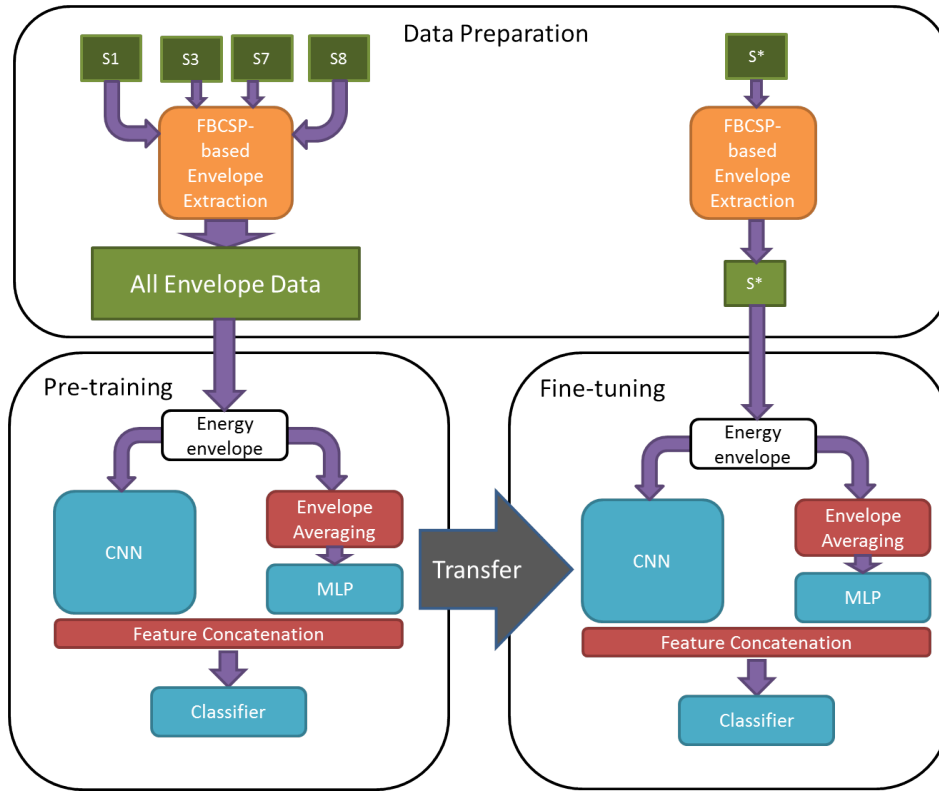 Data Preparation
S1
S3
S7
S8
S*
FBCSP-
based
Envelope
Extraction
FBCSP-
based
Envelope
Extraction
All Envelope Data
S*
Pre-training
Energy
envelope
CNN
Envelope
Averaging
MLP
Feature Concatenation
Classifier
Transfer
Fine-tuning
Energy
envelope
CNN
Envelope
Averaging
MLP
Feature Concatenation
Classifier